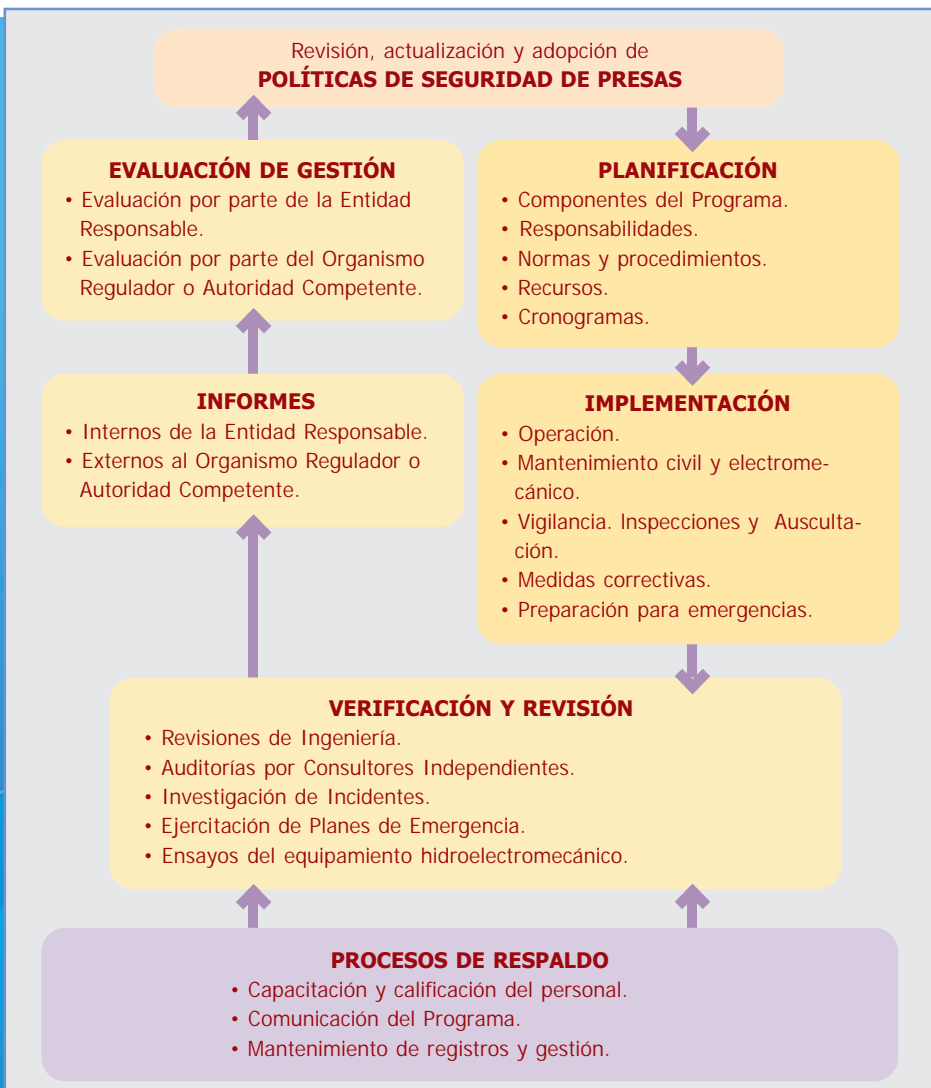 Revisión, actualización y adopción de
POLÍTICAS DE SEGURIDAD DE PRESAS
EVALUACIÓN DE GESTIÓN
• Evaluación por parte de la Entidad
Responsable.
• Evaluación por parte del Organismo
Regulador o Autoridad Competente.
PLANIFICACIÓN
• Componentes del Programa.
• Responsabilidades.
• Normas y procedimientos.
• Recursos.
• Cronogramas.
INFORMES
• Internos de la Entidad Responsable.
• Externos al Organismo Regulador o
Autoridad Competente.
IMPLEMENTACIÓN
• Operación.
• Mantenimiento civil y electrome-
cánico.
• Vigilancia. Inspecciones y Ausculta-
ción.
• Medidas correctivas.
• Preparación para emergencias.
VERIFICACIÓN Y REVISIÓN
• Revisiones de Ingeniería.
• Auditorías por Consultores Independientes.
• Investigación de Incidentes.
• Ejercitación de Planes de Emergencia.
• Ensayos del equipamiento hidroelectromecánico.
PROCESOS DE RESPALDO
• Capacitación y calificación del personal.
• Comunicación del Programa.
• Mantenimiento de registros y gestión.